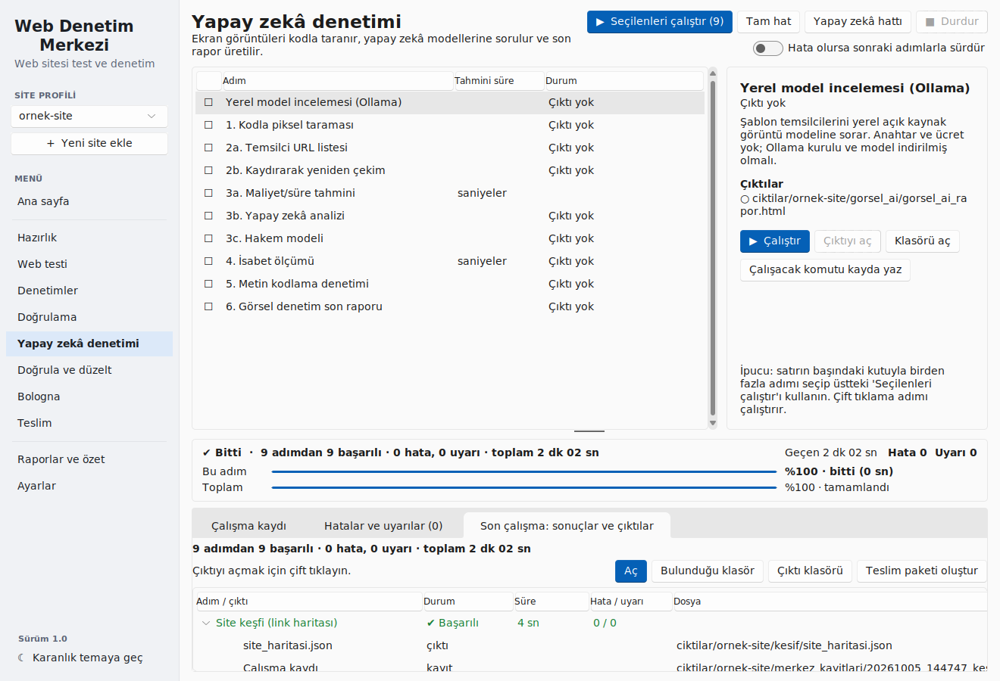 Web Denetim
Merkezi
Web sitesi test ve denetim
SİTE PROFİLİ
ornek-site
+ Yeni site ekle
MENÜ
Ana sayfa
Hazırlık
Web testi
Denetimler
Doğrulama
Yapay zekâ denetimi
Doğrula ve düzelt
Bologna
Teslim
Raporlar ve özet
Ayarlar
Sürüm 1.0
☾ Karanlık temaya geç
Yapay zekâ denetimi
Ekran görüntüleri kodla taranır, yapay zekâ modellerine sorulur ve son
rapor üretilir.
▶ Seçilenleri çalıştır (9) Tam hat Yapay zekâ hattı ■ Durdur
Hata olursa sonraki adımlarla sürdür
Adım Tahmini süre Durum
☐ Yerel model incelemesi (Ollama) Çıktı yok
☐ 1. Kodla piksel taraması Çıktı yok
☐ 2a. Temsilci URL listesi Çıktı yok
☐ 2b. Kaydırarak yeniden çekim Çıktı yok
☐ 3a. Maliyet/süre tahmini saniyeler
☐ 3b. Yapay zekâ analizi Çıktı yok
☐ 3c. Hakem modeli Çıktı yok
☐ 4. İsabet ölçümü saniyeler Çıktı yok
☐ 5. Metin kodlama denetimi Çıktı yok
☐ 6. Görsel denetim son raporu Çıktı yok
Yerel model incelemesi (Ollama)
Çıktı yok
Şablon temsilcilerini yerel açık kaynak
görüntü modeline sorar. Anahtar ve ücret
yok; Ollama kurulu ve model indirilmiş
olmalı.
Çıktılar
○ ciktilar/ornek-site/gorsel_ai/gorsel_ai_ra
por.html
▶ Çalıştır Çıktıyı aç Klasörü aç
Çalışacak komutu kayda yaz
İpucu: satırın başındaki kutuyla birden
fazla adımı seçip üstteki 'Seçilenleri
çalıştır'ı kullanın. Çift tıklama adımı
çalıştırır.
✔ Bitti · 9 adımdan 9 başarılı · 0 hata, 0 uyarı · toplam 2 dk 02 sn Geçen 2 dk 02 sn Hata 0 Uyarı 0
Bu adım %100 · bitti (0 sn)
Toplam %100 · tamamlandı
Çalışma kaydı Hatalar ve uyarılar (0) Son çalışma: sonuçlar ve çıktılar
9 adımdan 9 başarılı · 0 hata, 0 uyarı · toplam 2 dk 02 sn
Çıktıyı açmak için çift tıklayın. Aç Bulunduğu klasör Çıktı klasörü Teslim paketi oluştur
Adım / çıktı Durum Süre Hata / uyarı Dosya
Site keşfi (link haritası) ✔ Başarılı 4 sn 0 / 0
site_haritasi.json çıktı ciktilar/ornek-site/kesif/site_haritasi.json
Çalışma kaydı kayıt ciktilar/ornek-site/merkez_kayitlari/20261005_144747_kes